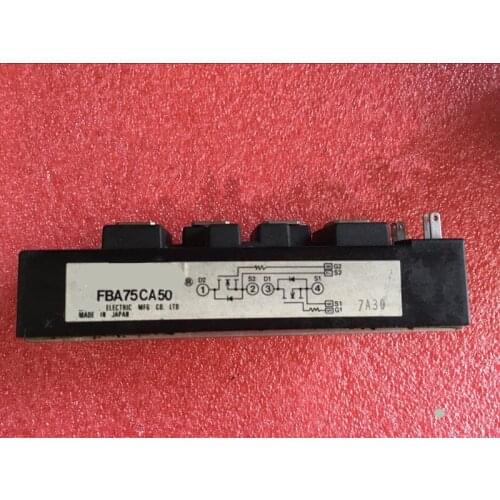 FBA75CA50
ELECTRIC MFG CO. LTD
MADE IN JAPAN
D2 S2 D1 S1
1 2 3 4
G2
S2
S1
G1
7A30